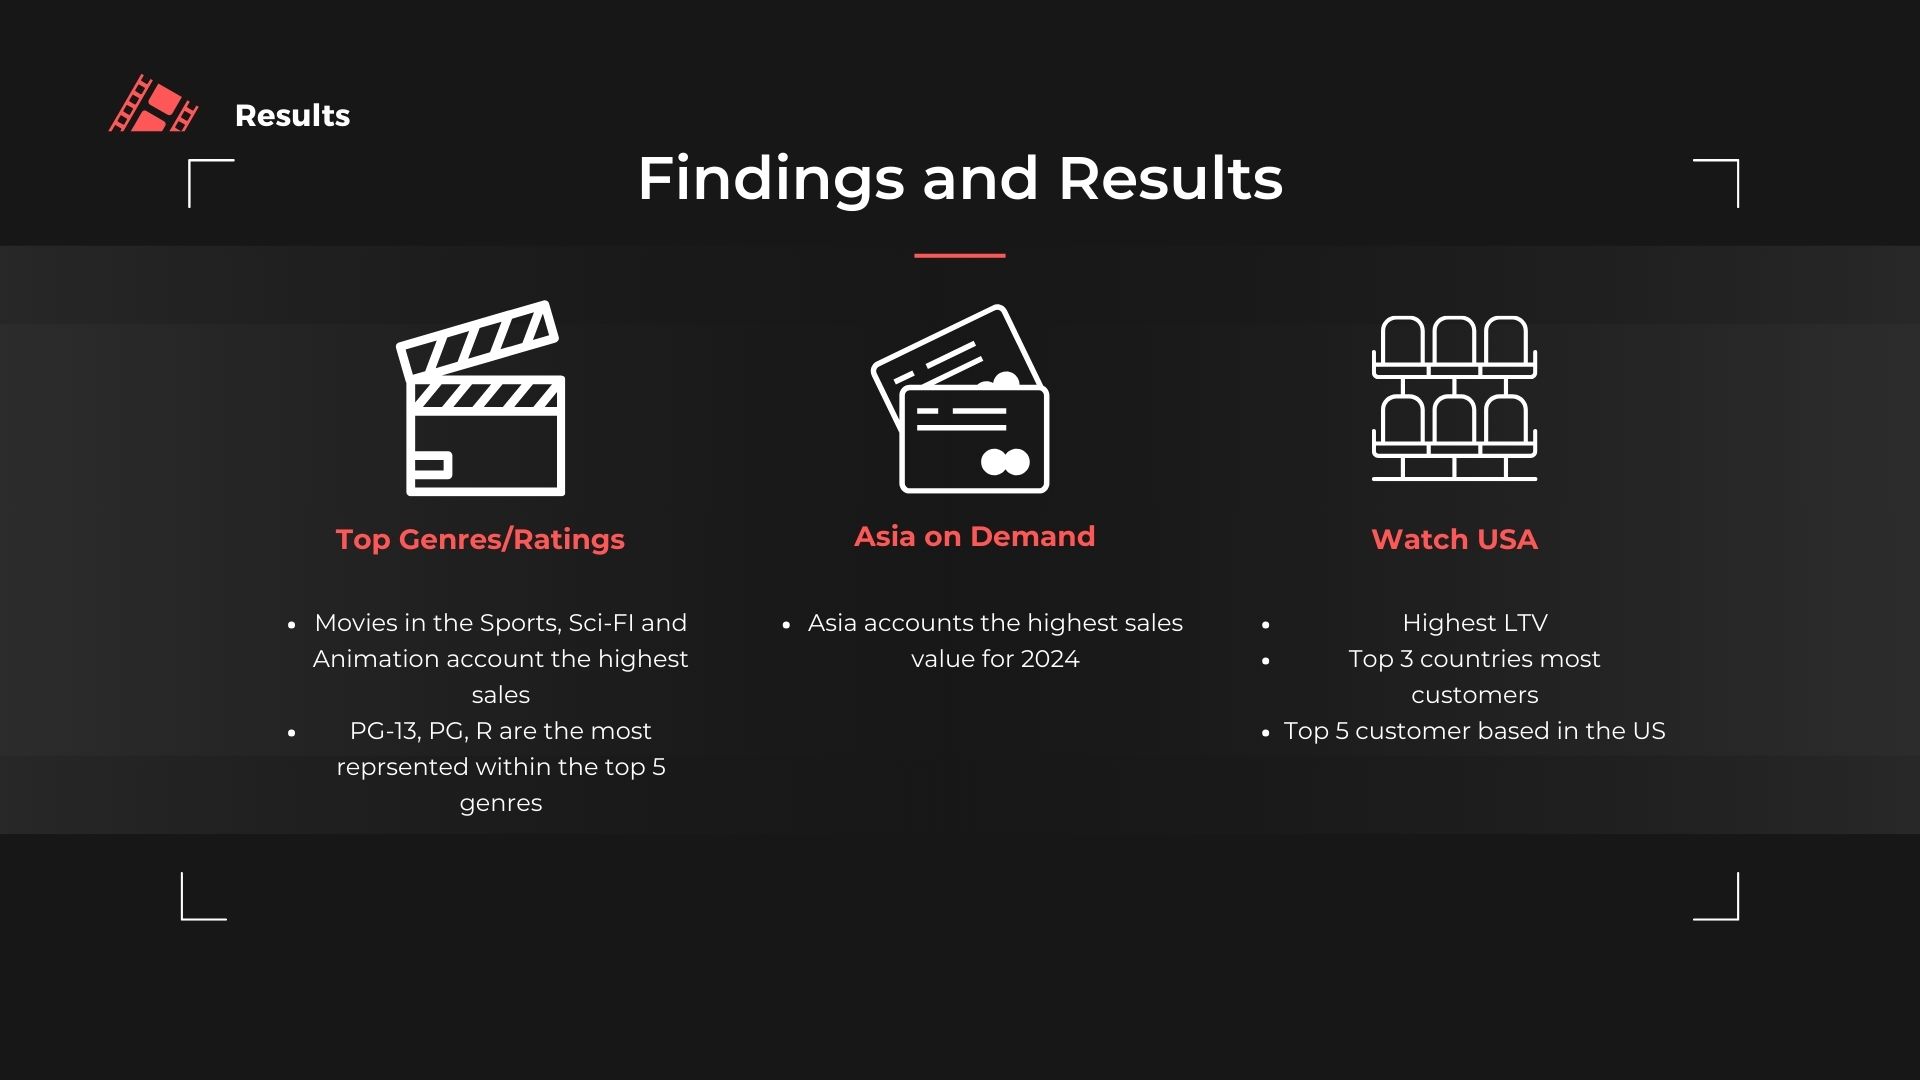 Results
Findings and Results
Top Genres/Ratings
• Movies in the Sports, Sci-FI and
Animation account the highest
sales
• PG-13, PG, R are the most
reprsented within the top 5
genres
Asia on Demand
• Asia accounts the highest sales
value for 2024
Watch USA
• Highest LTV
• Top 3 countries most
customers
• Top 5 customer based in the US